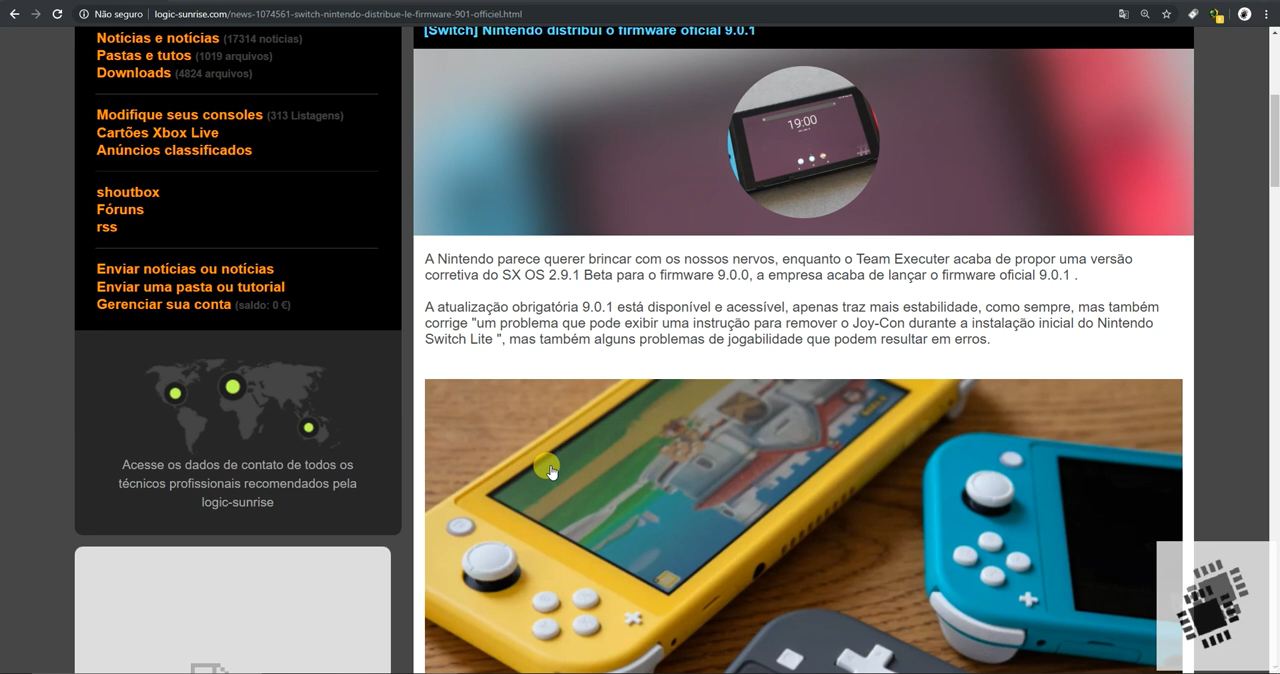 Não seguro | logic-sunrise.com/news-1074561-switch-nintendo-distribue-le-firmware-901-officiel.html
Notícias e notícias (17314 notícias)
Pastas e tutos (1019 arquivos)
Downloads (4824 arquivos)
Modifique seus consoles (313 Listagens)
Cartões Xbox Live
Anúncios classificados
shoutbox
Fóruns
rss
Enviar notícias ou notícias
Enviar uma pasta ou tutorial
Gerenciar sua conta (saldo: 0 €)
Acesse os dados de contato de todos os
técnicos profissionais recomendados pela
logic-sunrise
[Switch] Nintendo distribui o firmware oficial 9.0.1
19:00
A Nintendo parece querer brincar com os nossos nervos, enquanto o Team Executer acaba de propor uma versão
corretiva do SX OS 2.9.1 Beta para o firmware 9.0.0, a empresa acaba de lançar o firmware oficial 9.0.1 .
A atualização obrigatória 9.0.1 está disponível e acessível, apenas traz mais estabilidade, como sempre, mas também
corrige "um problema que pode exibir uma instrução para remover o Joy-Con durante a instalação inicial do Nintendo
Switch Lite ", mas também alguns problemas de jogabilidade que podem resultar em erros.